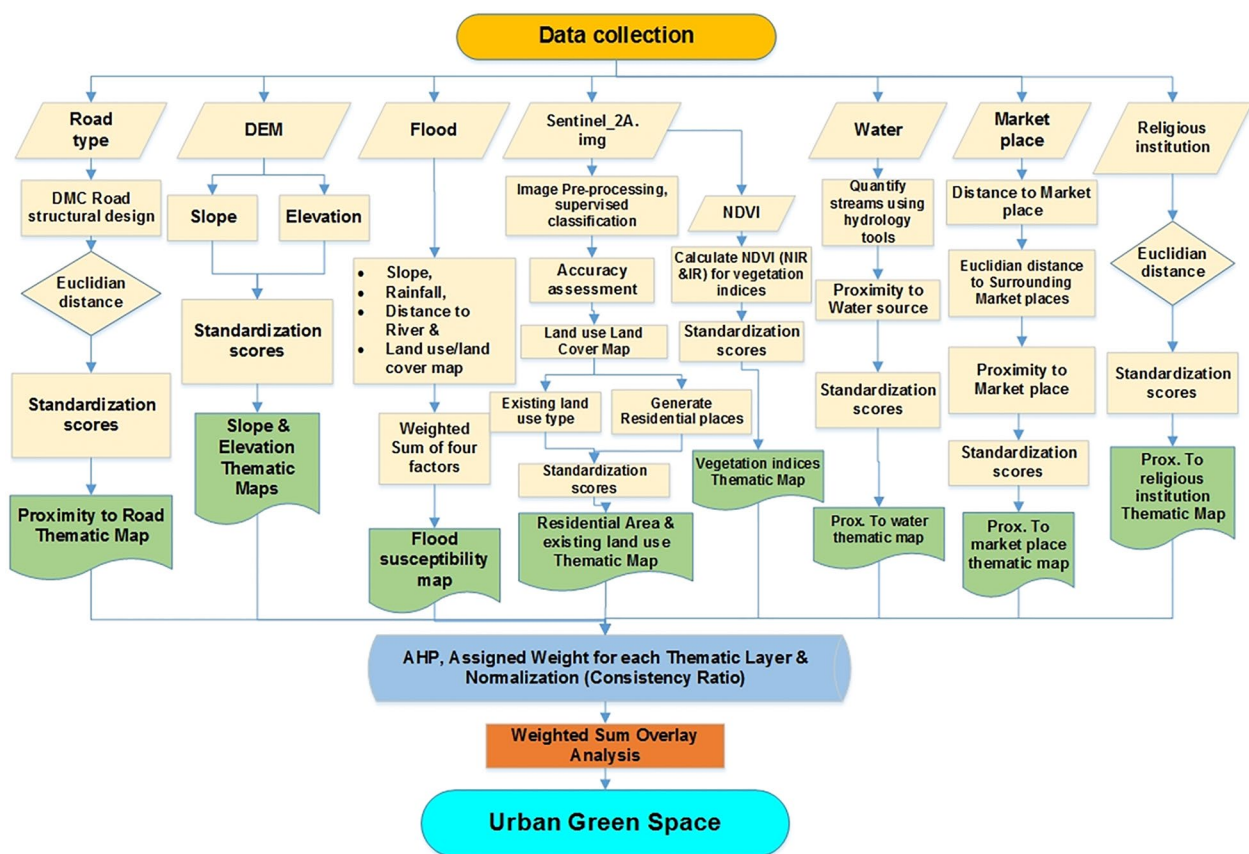 Data collection
Road
type
DEM
Flood
Sentinel_2A.
img
Water
Market
place
Religious
institution
DMC Road
structural design
Slope
Elevation
Image Pre-processing,
supervised
classification
NDVI
Quantify
streams using
hydrology
tools
Distance to Market
place
Euclidian
distance
Euclidian
distance
Standardization
scores
• Slope,
• Rainfall,
• Distance to
River &
• Land use/land
cover map
Accuracy
assessment
Calculate NDVI (NIR
&IR) for vegetation
indices
Proximity to
Water source
Euclidian distance
to Surrounding
Market places
Land use Land
Cover Map
Standardization
scores
Standardization
scores
Standardization
scores
Proximity to
Market place
Standardization
scores
Existing land
use type
Generate
Residential places
Slope &
Elevation
Thematic
Maps
Weighted
Sum of four
factors
Standardization
scores
Vegetation indices
Thematic Map
Standardization
scores
Prox. To
religious
institution
Thematic Map
Proximity to Road
Thematic Map
Flood
susceptibility
map
Residential Area &
existing land use
Thematic Map
Prox. To water
thematic map
Prox. To
market place
thematic map
AHP, Assigned Weight for each Thematic Layer &
Normalization (Consistency Ratio)
Weighted Sum Overlay
Analysis
Urban Green Space